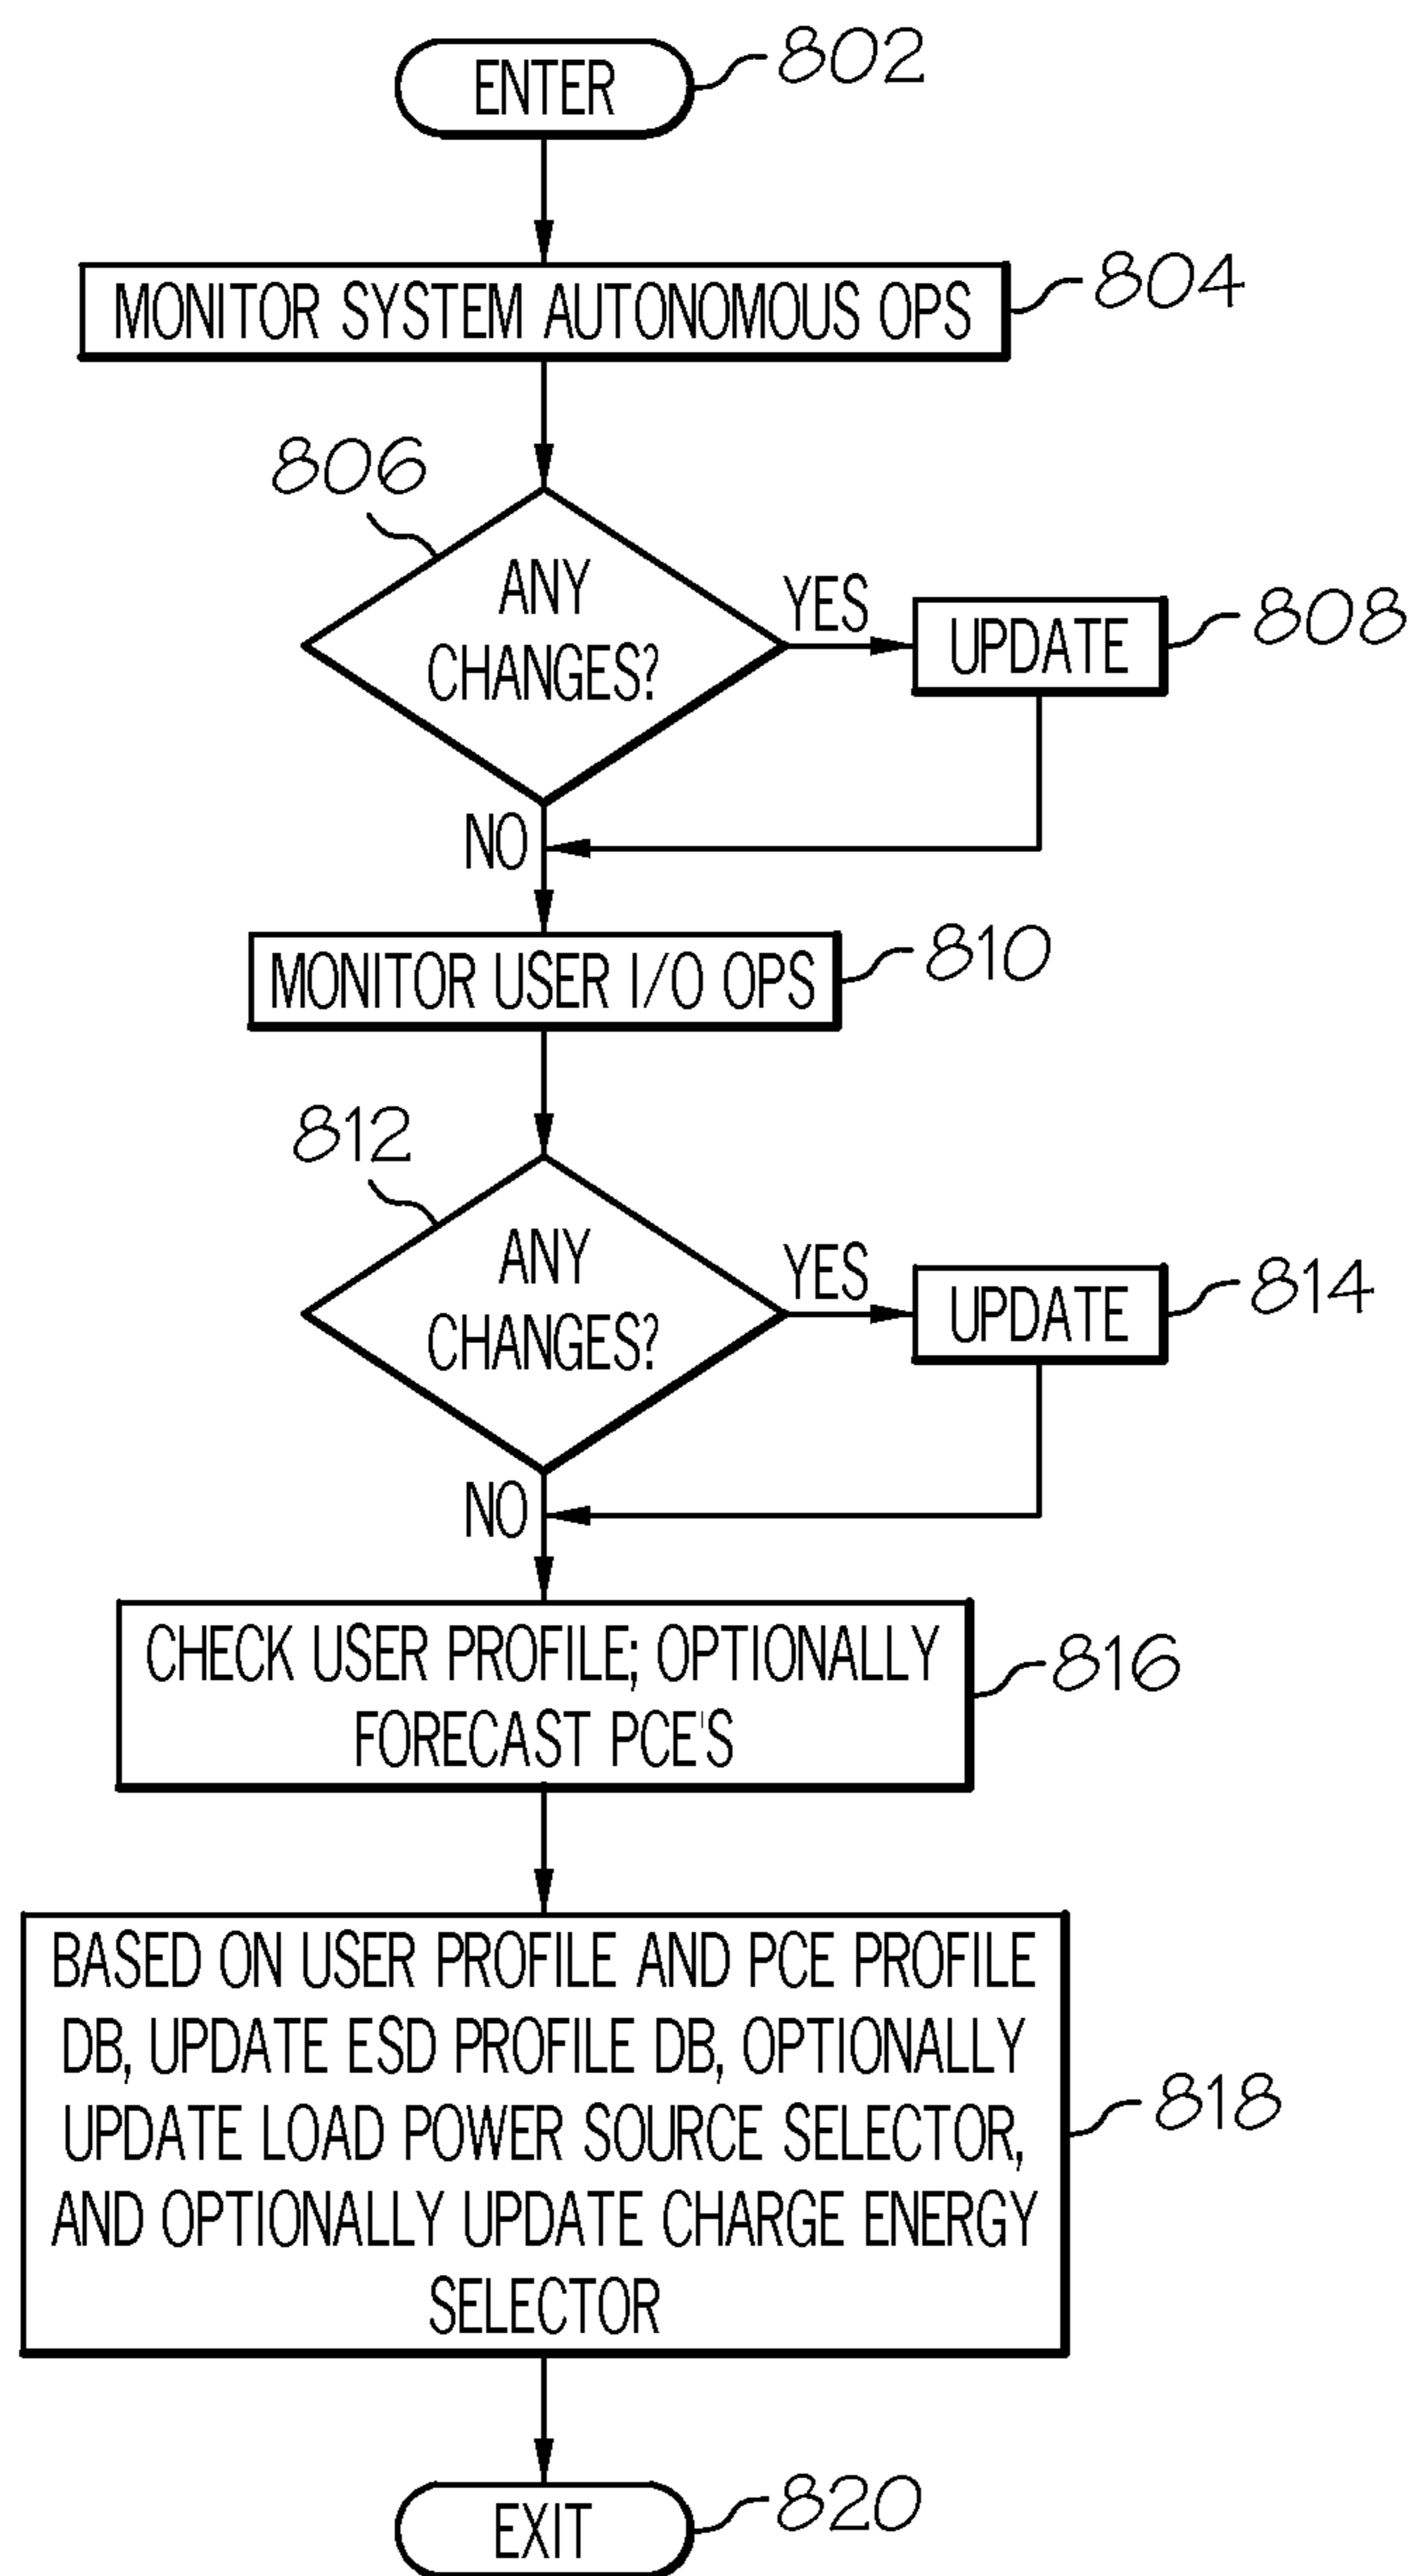 ENTER
802
MONITOR SYSTEM AUTONOMOUS OPS
804
806
ANY
CHANGES?
YES
UPDATE
808
NO
MONITOR USER I/O OPS
810
812
ANY
CHANGES?
YES
UPDATE
814
NO
CHECK USER PROFILE; OPTIONALLY
FORECAST PCE'S
816
BASED ON USER PROFILE AND PCE PROFILE
DB, UPDATE ESD PROFILE DB, OPTIONALLY
UPDATE LOAD POWER SOURCE SELECTOR,
AND OPTIONALLY UPDATE CHARGE ENERGY
SELECTOR
818
EXIT
820